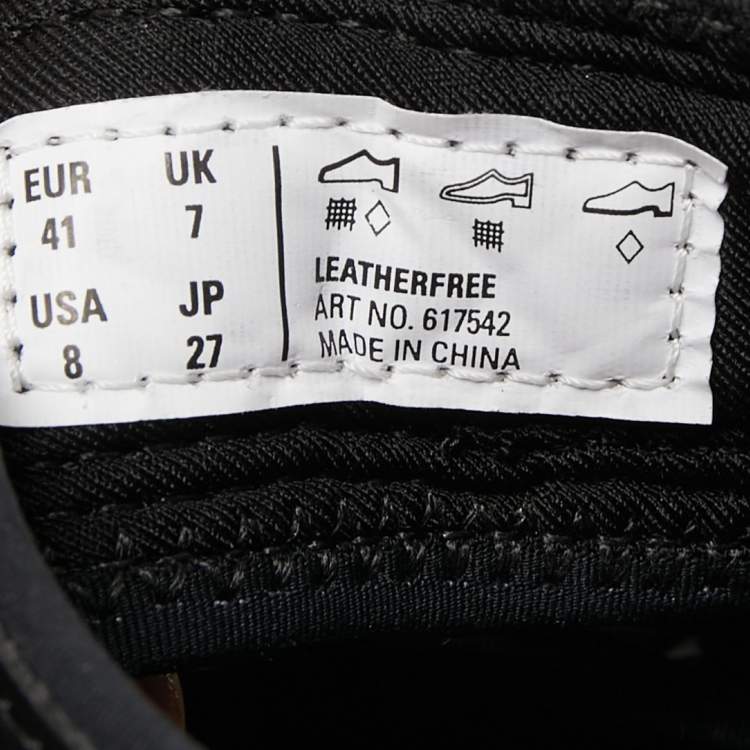 EUR UK
41 7
USA JP
8 27
LEATHERFREE
ART NO. 617542
MADE IN CHINA